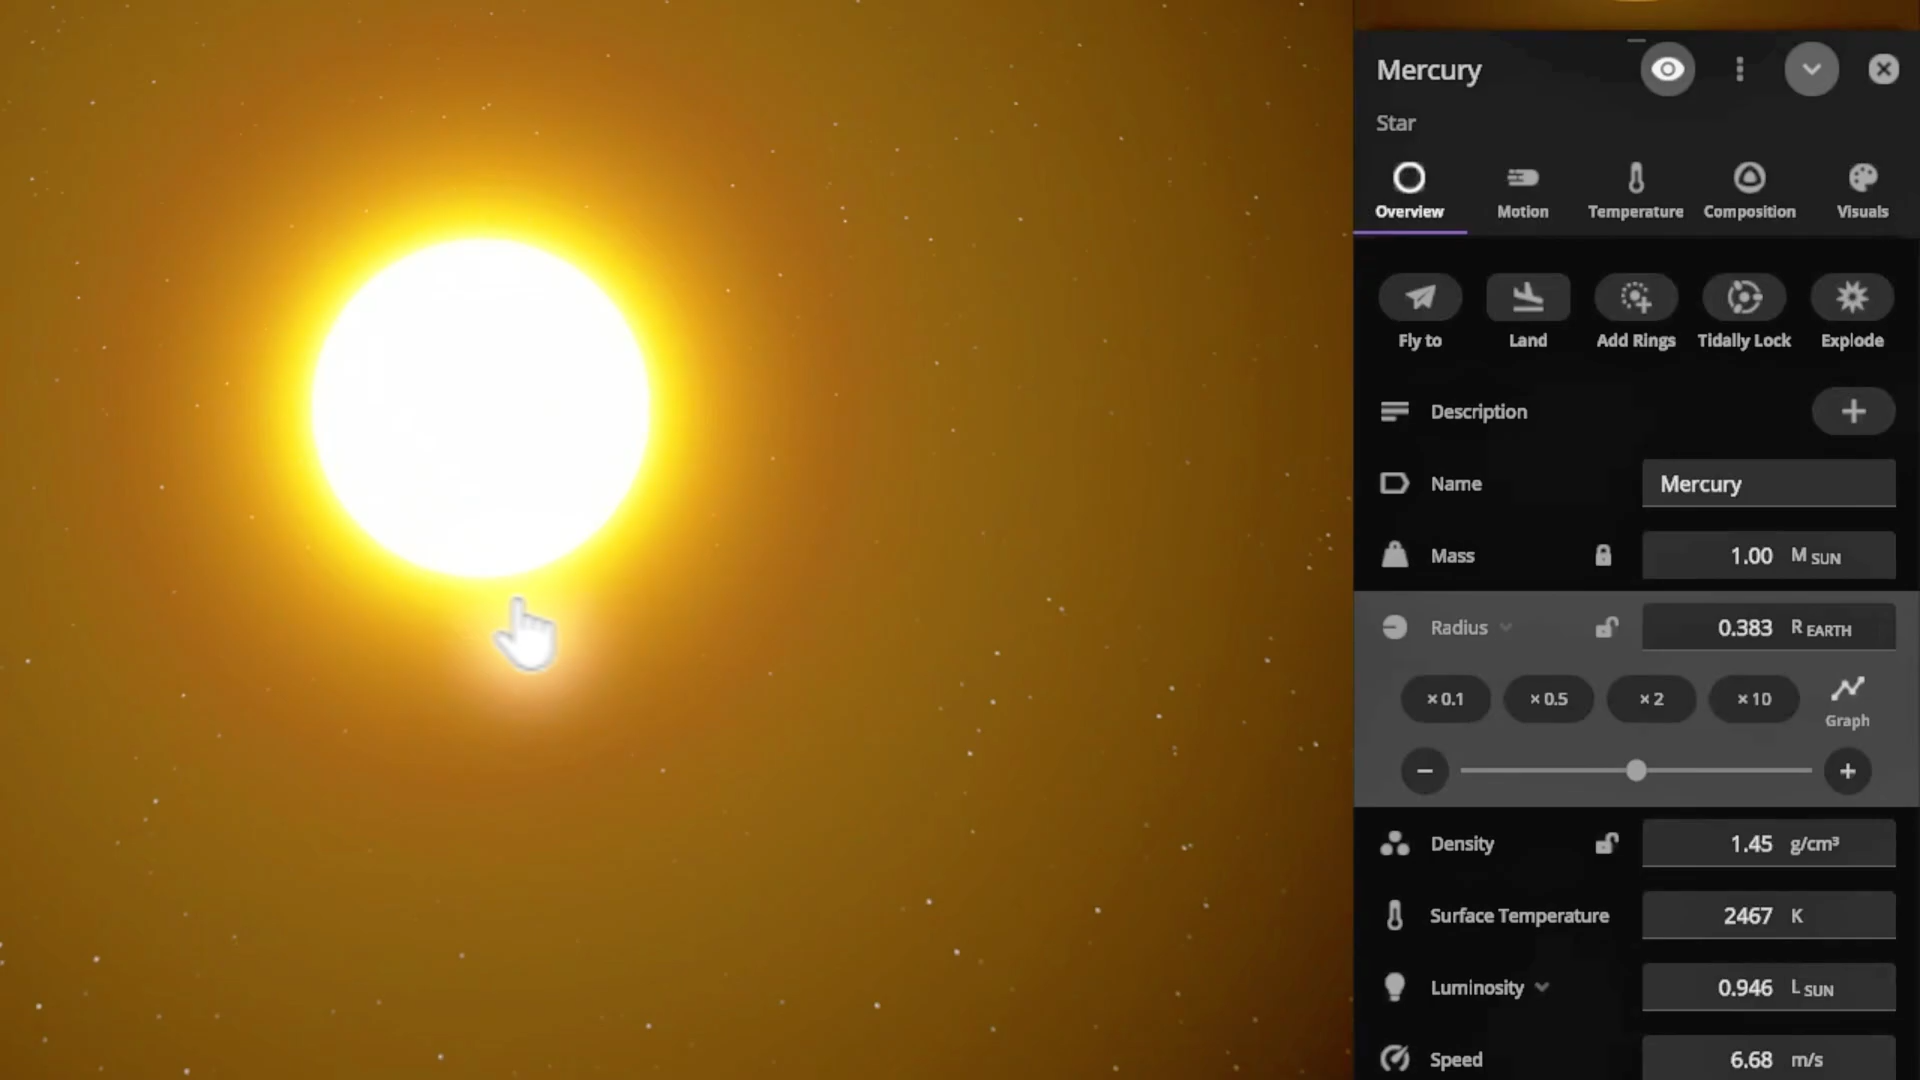 Mercury
Star
Overview Motion Temperature Composition Visuals
Fly to Land Add Rings Tidally Lock Explode
Description
Name Mercury
Mass 1.00 M SUN
Radius 0.383 R EARTH
× 0.1 × 0.5 × 2 × 10 Graph
Density 1.45 g/cm³
Surface Temperature 2467 K
Luminosity 0.946 L SUN
Speed 6.68 m/s